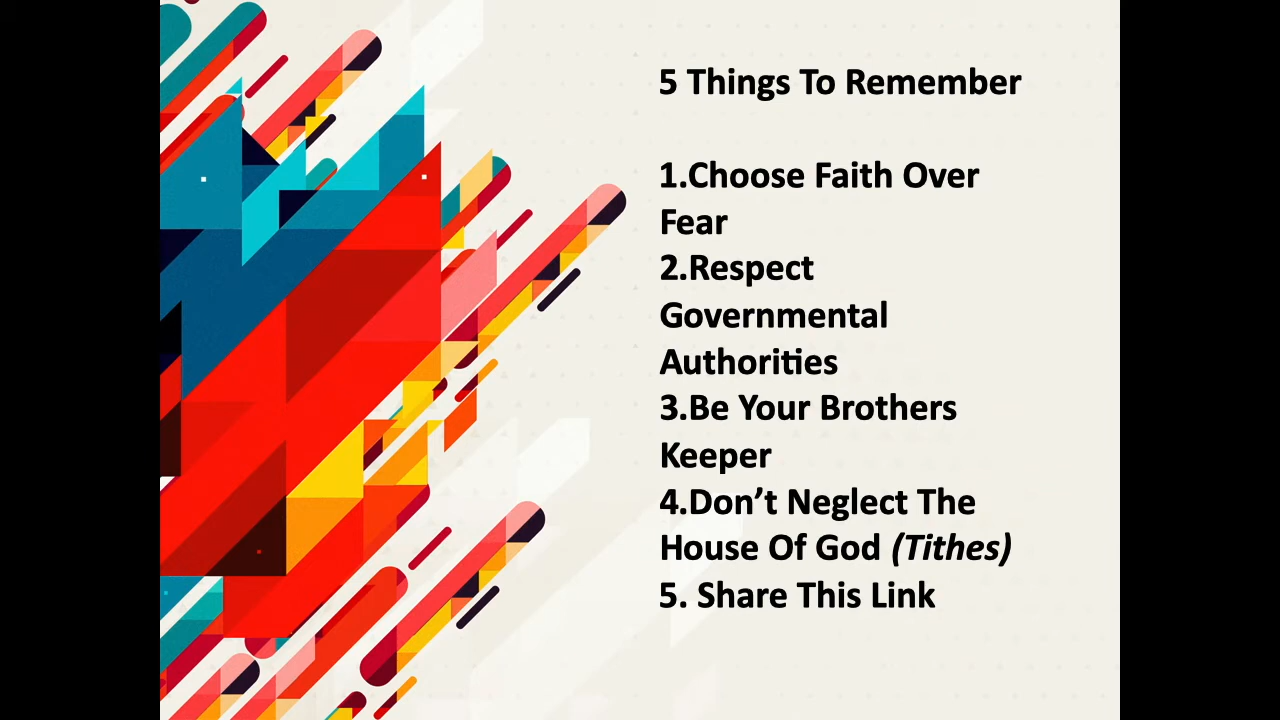 5 Things To Remember
1.Choose Faith Over
Fear
2.Respect
Governmental
Authorities
3.Be Your Brothers
Keeper
4.Don’t Neglect The
House Of God (Tithes)
5. Share This Link